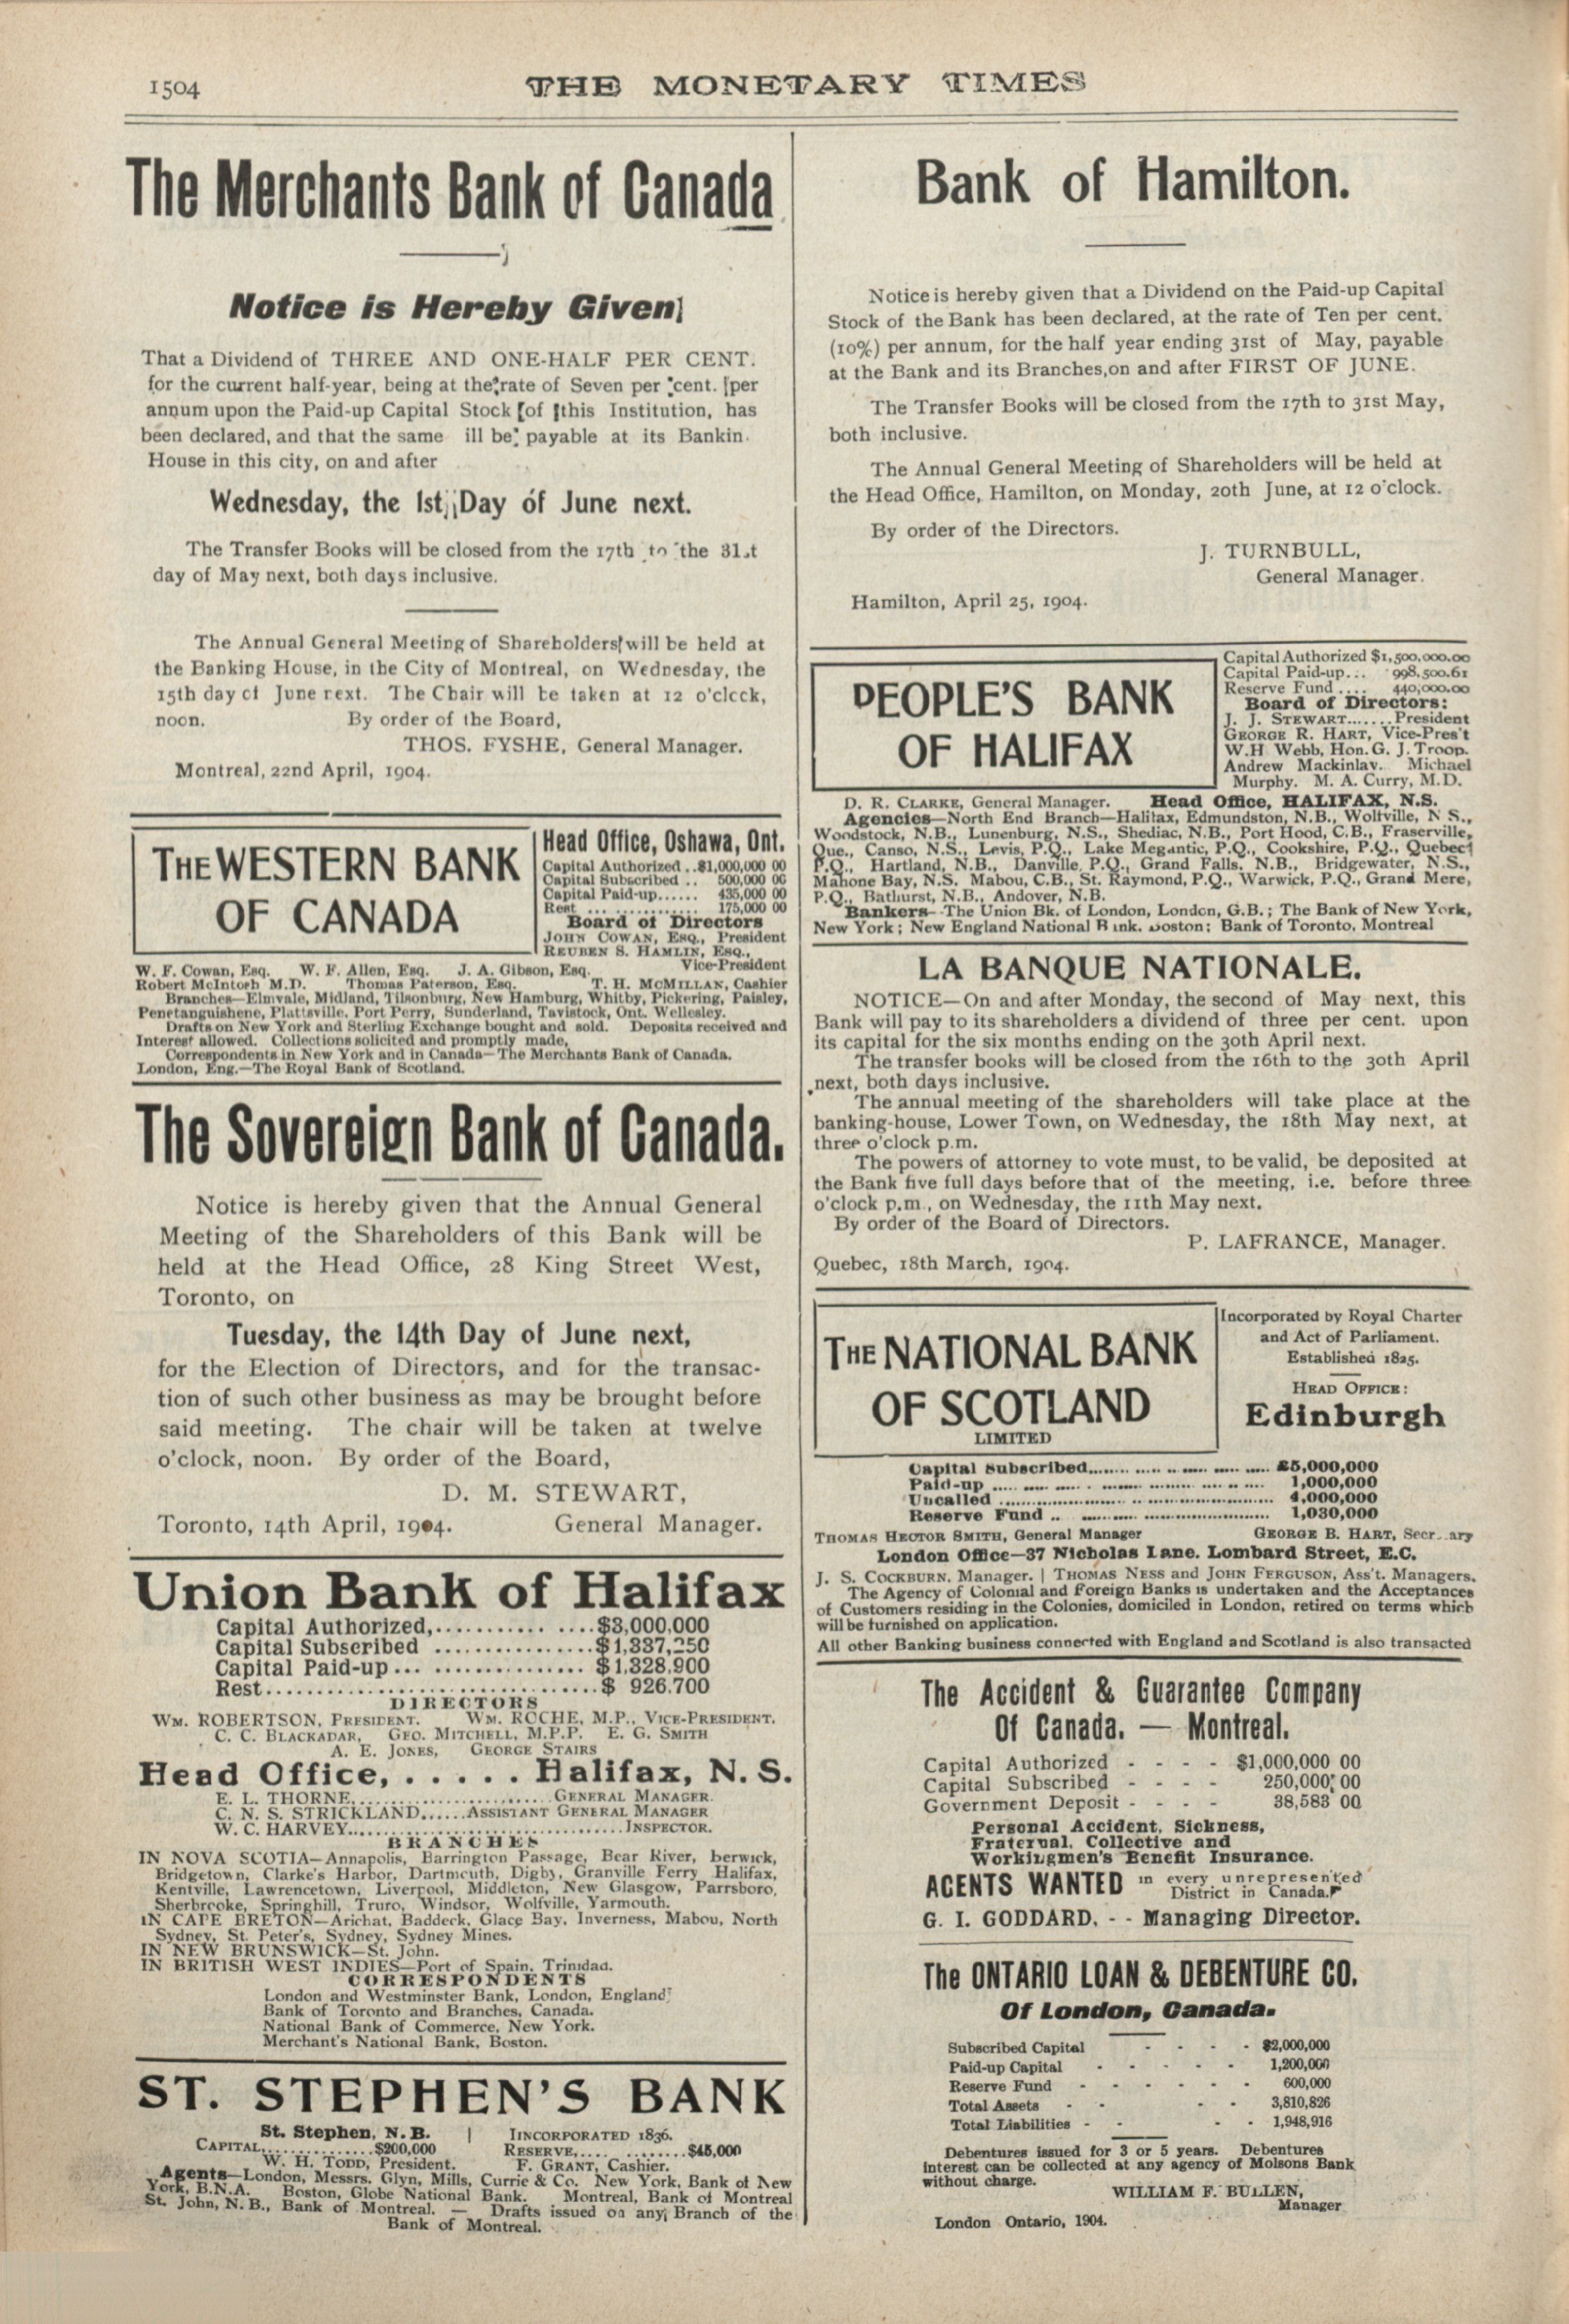 1504
THE MONETARY TIMES
The Merchants Bank of Canada
Notice is Hereby Given
That a Dividend of THREE AND ONE-HALF PER CENT.
for the current half-year, being at the rate of Seven per cent. per
annum upon the Paid-up Capital Stock of this Institution, has
been declared, and that the same ill be payable at its Bankin
House in this city, on and after
Wednesday, the 1st Day of June next.
The Transfer Books will be closed from the 17th to the 31.t
day of May next, both days inclusive.
The Annual General Meeting of Shareholders will be held at
the Banking House, in the City of Montreal, on Wednesday, the
15th day of June next. The Chair will be taken at 12 o'clock,
noon. By order of the Board,
THOS. FYSHE, General Manager.
Montreal, 22nd April, 1904.
THE WESTERN BANK
OF CANADA
Head Office, Oshawa, Ont.
Capital Authorized ..$1,000,000 00
Capital Subscribed .. 500,000 00
Capital Paid-up...... 435,000 00
Rest ... ............. 175,000 00
Board of Directors
JOHN COWAN, ESQ., President
REUBEN S. HAMLIN, ESQ.,
Vice-President
W. F. Cowan, Esq. W. F. Allen, Esq. J. A. Gibson, Esq.
Robert McIntosh M.D. Thomas Paterson, Esq. T. H. MCMILLAN, Cashier
Branches—Elmvale, Midland, Tilsonburg, New Hamburg, Whitby, Pickering, Paisley,
Penetanguishene, Plattsville, Port Perry, Sunderland, Tavistock, Ont. Wellesley.
Drafts on New York and Sterling Exchange bought and sold. Deposits received and
Interest allowed. Collections solicited and promptly made,
Correspondents in New York and in Canada—The Merchants Bank of Canada.
London, Eng.—The Royal Bank of Scotland.
The Sovereign Bank of Canada.
Notice is hereby given that the Annual General
Meeting of the Shareholders of this Bank will be
held at the Head Office, 28 King Street West,
Toronto, on
Tuesday, the 14th Day of June next,
for the Election of Directors, and for the transac-
tion of such other business as may be brought before
said meeting. The chair will be taken at twelve
o'clock, noon. By order of the Board,
D. M. STEWART,
Toronto, 14th April, 1904. General Manager.
Union Bank of Halifax
Capital Authorized,........... ....$3,000,000
Capital Subscribed ................$1,337,250
Capital Paid-up... ............... $1,328,900
Rest...................................$ 926,700
DIRECTORS
WM. ROBERTSON, PRESIDENT. WM. ROCHE, M.P., VICE-PRESIDENT.
C. C. BLACKADAR, GEO. MITCHELL, M.P.P. E. G. SMITH
A. E. JONES, GEORGE STAIRS
Head Office, . . . . . Halifax, N. S.
E. L. THORNE,.........................GENERAL MANAGER.
C. N. S. STRICKLAND......ASSISTANT GENERAL MANAGER
W. C. HARVEY.....................................INSPECTOR.
BRANCHES
IN NOVA SCOTIA—Annapolis, Barrington Passage, Bear River, Berwick,
Bridgetown, Clarke's Harbor, Dartmouth, Digby, Granville Ferry Halifax,
Kentville, Lawrencetown, Liverpool, Middleton, New Glasgow, Parrsboro,
Sherbrooke, Springhill, Truro, Windsor, Wolfville, Yarmouth.
IN CAPE BRETON—Arichat, Baddeck, Glace Bay, Inverness, Mabou, North
Sydney, St. Peter's, Sydney, Sydney Mines.
IN NEW BRUNSWICK—St. John.
IN BRITISH WEST INDIES—Port of Spain, Trinidad.
CORRESPONDENTS
London and Westminster Bank, London, England
Bank of Toronto and Branches, Canada.
National Bank of Commerce, New York.
Merchant's National Bank, Boston.
ST. STEPHEN'S BANK
St. Stephen, N. B. | INCORPORATED 1836.
CAPITAL,..............$200,000 RESERVE,.... ........$45,000
W. H. TODD, President. F. GRANT, Cashier.
Agents—London, Messrs. Glyn, Mills, Currie & Co. New York, Bank of New
York, B.N.A. Boston, Globe National Bank. Montreal, Bank of Montreal
St. John, N. B., Bank of Montreal. — Drafts issued on any Branch of the
Bank of Montreal.
Bank of Hamilton.
Notice is hereby given that a Dividend on the Paid-up Capital
Stock of the Bank has been declared, at the rate of Ten per cent.
(10%) per annum, for the half year ending 31st of May, payable
at the Bank and its Branches, on and after FIRST OF JUNE.
The Transfer Books will be closed from the 17th to 31st May,
both inclusive.
The Annual General Meeting of Shareholders will be held at
the Head Office, Hamilton, on Monday, 20th June, at 12 o'clock.
By order of the Directors.
J. TURNBULL,
General Manager.
Hamilton, April 25, 1904.
PEOPLE'S BANK
OF HALIFAX
Capital Authorized $1,500,000.00
Capital Paid-up... 998,500.61
Reserve Fund .... 440,000.00
Board of Directors:
J. J. STEWART.......President
GEORGE R. HART, Vice-Pres't
W.H Webb, Hon. G. J. Troop.
Andrew Mackinlay. Michael
Murphy. M. A. Curry, M.D.
D. R. CLARKE, General Manager. Head Office, HALIFAX, N.S.
Agencies—North End Branch—Halifax, Edmundston, N.B., Wolfville, N S.,
Woodstock, N.B., Lunenburg, N.S., Shediac, N.B., Port Hood, C.B., Fraserville,
Que., Canso, N.S., Levis, P.Q., Lake Megantic, P.Q., Cookshire, P.Q., Quebec
P.Q., Hartland, N.B., Danville, P.Q., Grand Falls, N.B., Bridgewater, N.S.,
Mahone Bay, N.S. Mabou, C.B., St. Raymond, P.Q., Warwick, P.Q., Grand Mere,
P.Q., Bathurst, N.B., Andover, N.B.
Bankers—The Union Bk. of London, London, G.B.; The Bank of New York,
New York; New England National Bank, Boston; Bank of Toronto, Montreal
LA BANQUE NATIONALE.
NOTICE—On and after Monday, the second of May next, this
Bank will pay to its shareholders a dividend of three per cent. upon
its capital for the six months ending on the 30th April next.
The transfer books will be closed from the 16th to the 30th April
next, both days inclusive.
The annual meeting of the shareholders will take place at the
banking-house, Lower Town, on Wednesday, the 18th May next, at
three o'clock p.m.
The powers of attorney to vote must, to be valid, be deposited at
the Bank five full days before that of the meeting, i.e. before three
o'clock p.m., on Wednesday, the 11th May next.
By order of the Board of Directors.
P. LAFRANCE, Manager.
Quebec, 18th March, 1904.
THE NATIONAL BANK
OF SCOTLAND
LIMITED
Incorporated by Royal Charter
and Act of Parliament.
Established 1825.
HEAD OFFICE:
Edinburgh
Capital Subscribed................................ £5,000,000
Paid-up ................................ 1,000,000
Uncalled ................................ 4,000,000
Reserve Fund ................................ 1,030,000
THOMAS HECTOR SMITH, General Manager GEORGE B. HART, Secr..ary
London Office—37 Nicholas Lane, Lombard Street, E.C.
J. S. COCKBURN, Manager. | THOMAS NESS and JOHN FERGUSON, Ass't. Managers.
The Agency of Colonial and Foreign Banks is undertaken and the Acceptances
of Customers residing in the Colonies, domiciled in London, retired on terms which
will be furnished on application.
All other Banking business connected with England and Scotland is also transacted
The Accident & Guarantee Company
Of Canada. — Montreal.
Capital Authorized - - - - $1,000,000 00
Capital Subscribed - - - - 250,000 00
Government Deposit - - - - 38,583 00
Personal Accident, Sickness,
Fraternal, Collective and
Workingmen's Benefit Insurance.
AGENTS WANTED in every unrepresented
District in Canada.
G. I. GODDARD, - - Managing Director.
The ONTARIO LOAN & DEBENTURE CO.
Of London, Canada.
Subscribed Capital - - - - $2,000,000
Paid-up Capital - - - - - 1,200,000
Reserve Fund - - - - - - 600,000
Total Assets - - - - 3,810,826
Total Liabilities - - - - 1,948,916
Debentures issued for 3 or 5 years. Debentures
interest can be collected at any agency of Molsons Bank
without charge.
WILLIAM F. BULLEN,
Manager
London Ontario, 1904.